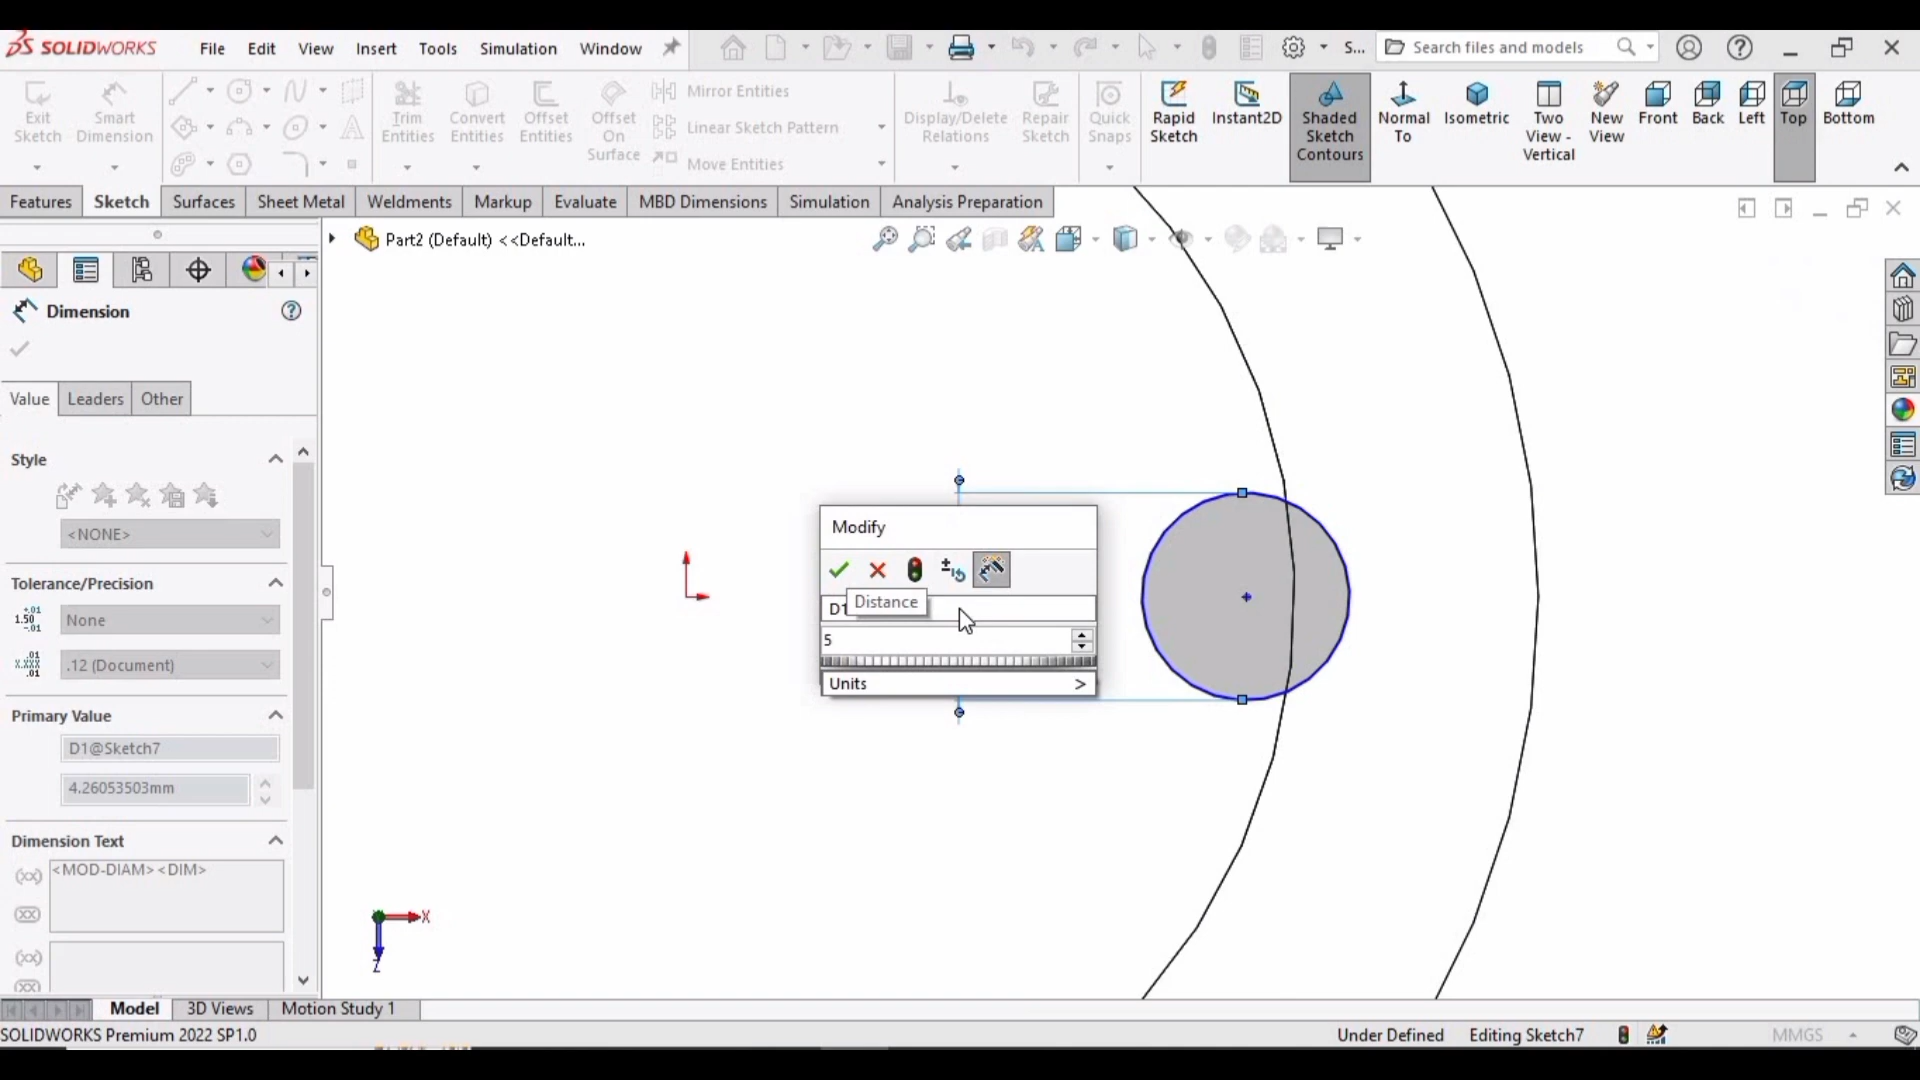 SOLIDWORKS File Edit View Insert Tools Simulation Window S... Search files and models
Exit Sketch
Smart Dimension
Trim Entities
Convert Entities
Offset Entities
Offset On Surface
Mirror Entities
Linear Sketch Pattern
Move Entities
Display/Delete Relations
Repair Sketch
Quick Snaps
Rapid Sketch
Instant2D
Shaded Sketch Contours
Normal To
Isometric
Two View - Vertical
New View
Front
Back
Left
Top
Bottom
Features Sketch Surfaces Sheet Metal Weldments Markup Evaluate MBD Dimensions Simulation Analysis Preparation
Part2 (Default) <<Default...
Dimension
Value Leaders Other
Style
<NONE>
Tolerance/Precision
None
.12 (Document)
Primary Value
D1@Sketch7
4.26053503mm
Dimension Text
<MOD-DIAM><DIM>
Modify
D1
Distance
5
Units >
X
Z
Model 3D Views Motion Study 1
SOLIDWORKS Premium 2022 SP1.0 Under Defined Editing Sketch7 MMGS